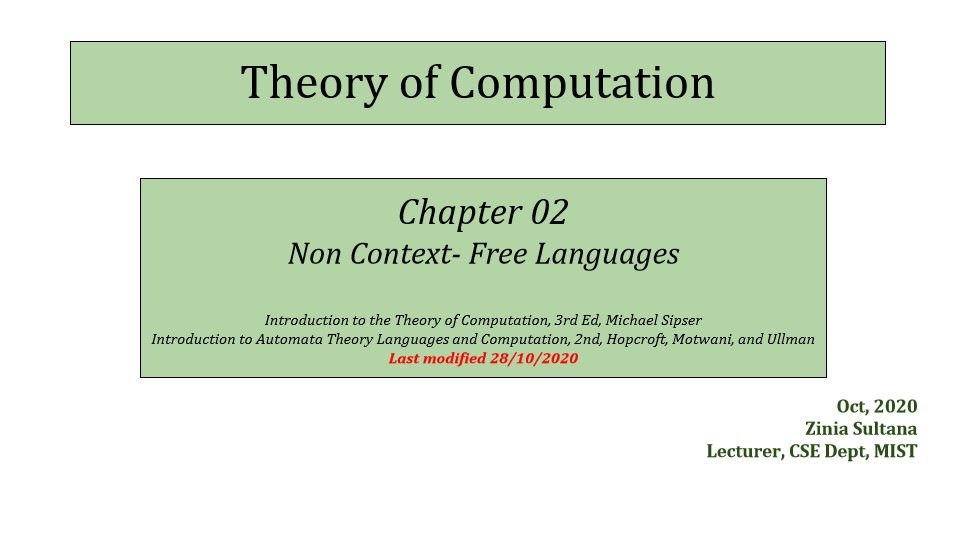 Theory of Computation
Chapter 02
Non Context- Free Languages
Introduction to the Theory of Computation, 3rd Ed, Michael Sipser
Introduction to Automata Theory Languages and Computation, 2nd, Hopcroft, Motwani, and Ullman
Last modified 28/10/2020
Oct, 2020
Zinia Sultana
Lecturer, CSE Dept, MIST